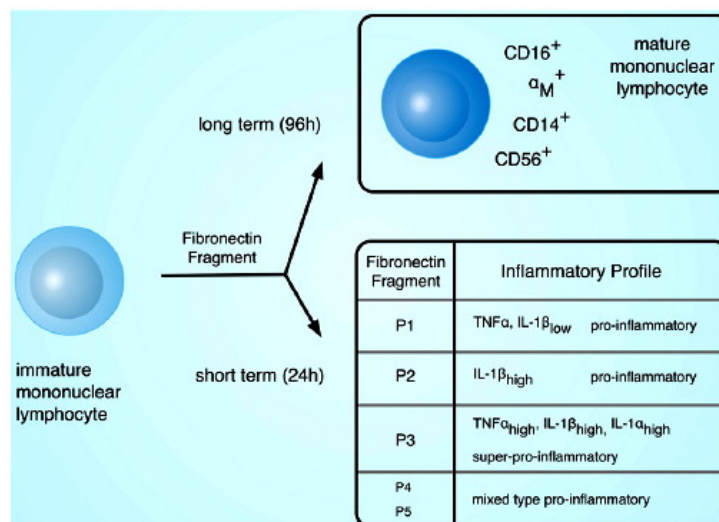 CD16+
αM+
CD14+
CD56+
mature
mononuclear
lymphocyte
long term (96h)
Fibronectin
Fragment
immature
mononuclear
lymphocyte
short term (24h)
Fibronectin
Fragment
Inflammatory Profile
P1
TNFα, IL-1βlow pro-inflammatory
P2
IL-1βhigh pro-inflammatory
P3
TNFαhigh, IL-1βhigh, IL-1αhigh
super-pro-inflammatory
P4
P5
mixed type pro-inflammatory